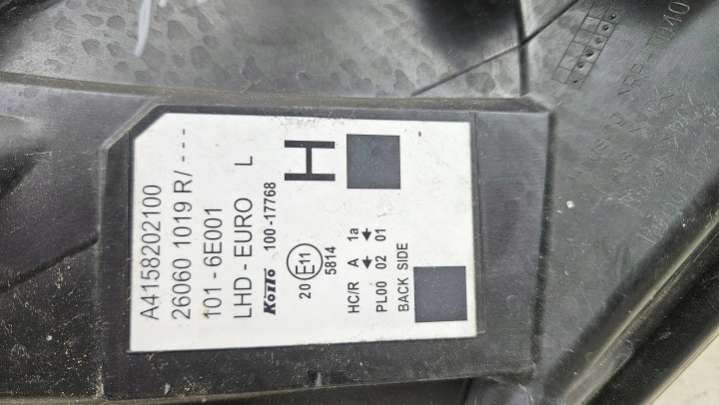 A4158202100
26060 1019 R/ - - -
101 - 6E001
LHD - EURO L
Koito 100 -17768
H
20 E11
5814
HC/R A 1a
PL00 02 01
BACK SIDE